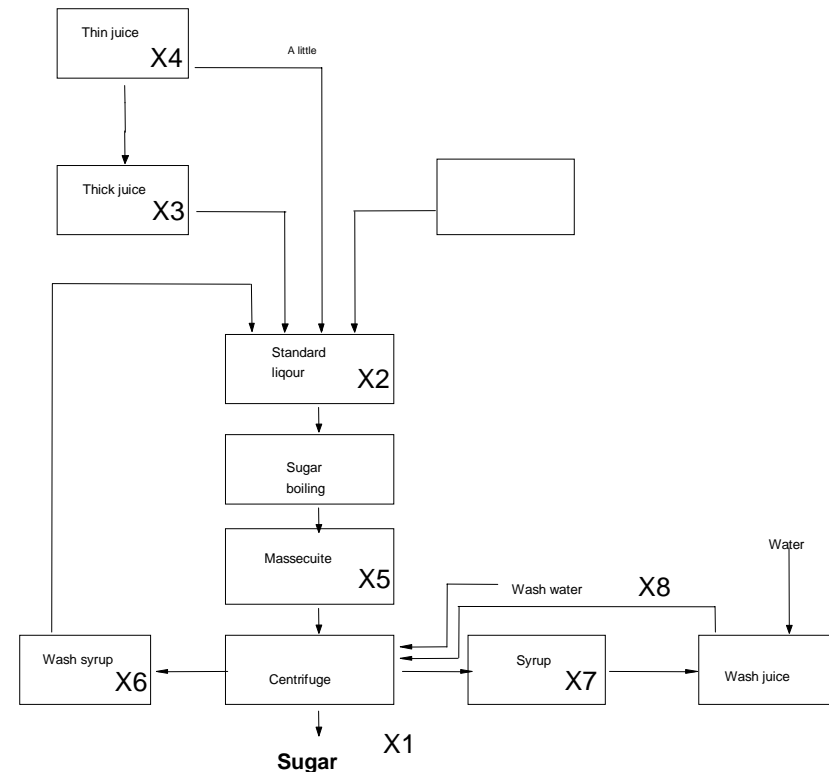 Thin juice
X4
A little
Thick juice
X3
Standard
liqour
X2
Sugar
boiling
Massecuite
X5
Water
Wash water
X8
Wash syrup
X6
Centrifuge
Syrup
X7
Wash juice
X1
Sugar